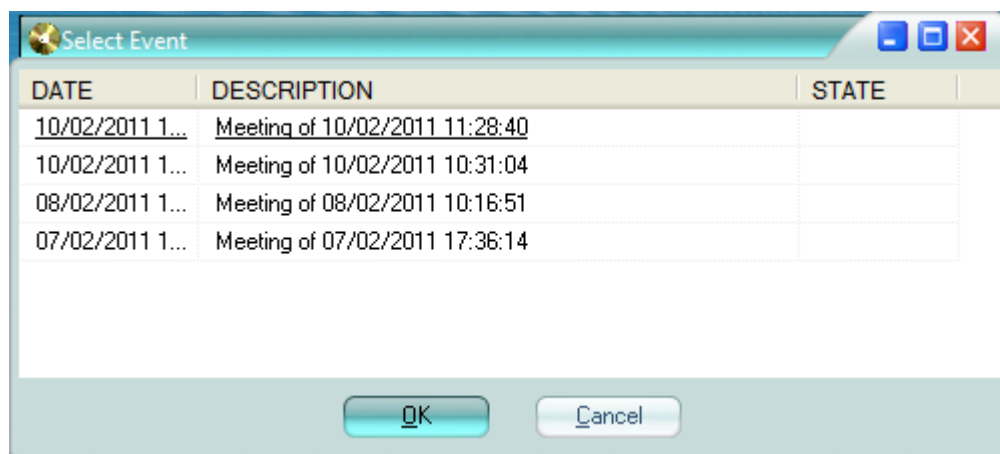 Select Event
DATE DESCRIPTION STATE
10/02/2011 1... Meeting of 10/02/2011 11:28:40
10/02/2011 1... Meeting of 10/02/2011 10:31:04
08/02/2011 1... Meeting of 08/02/2011 10:16:51
07/02/2011 1... Meeting of 07/02/2011 17:36:14
OK Cancel